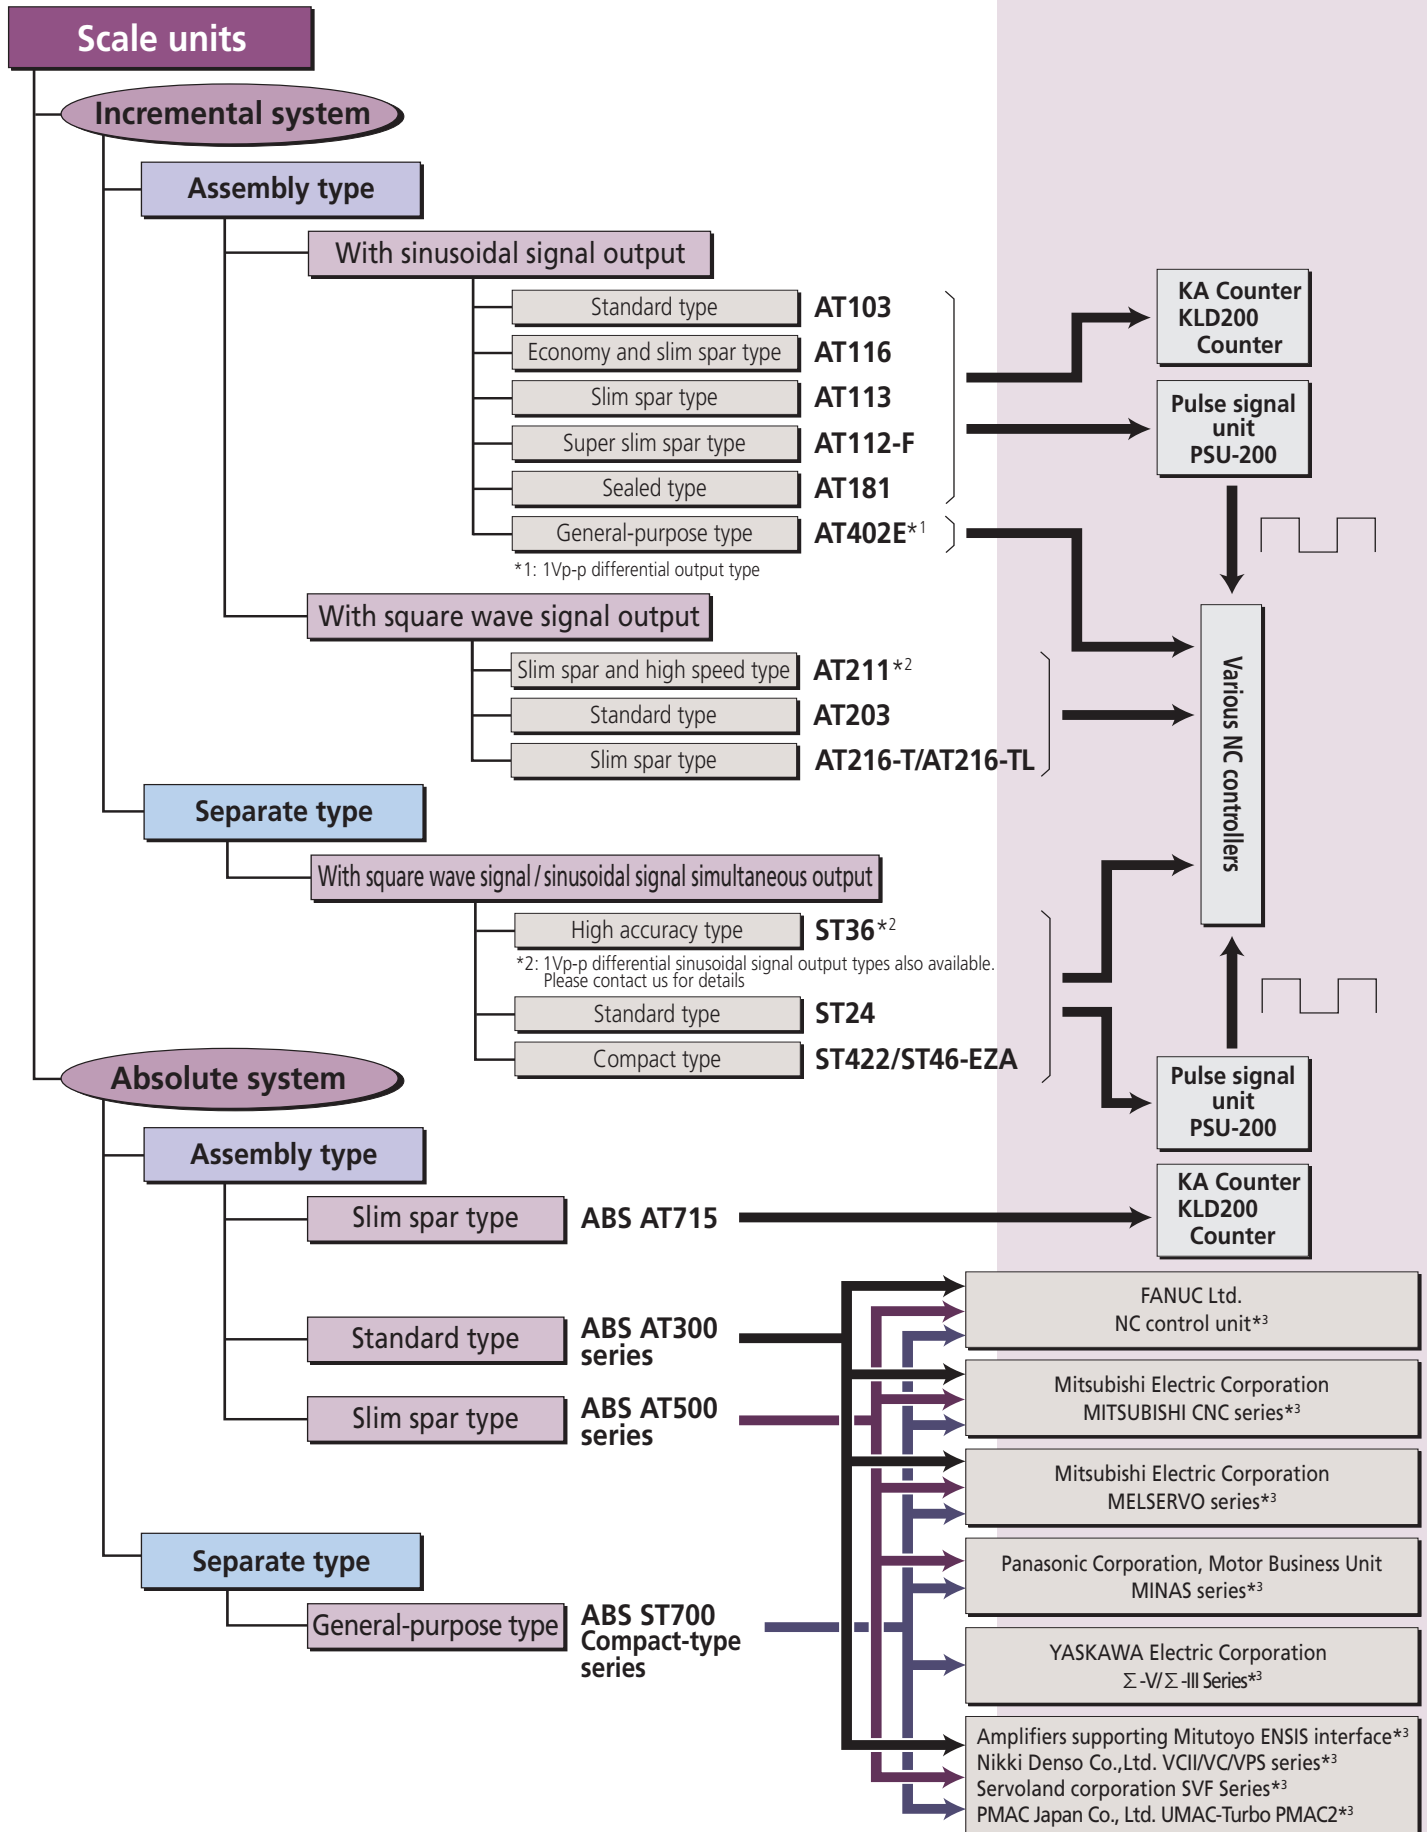 Scale units
Incremental system
Assembly type
With sinusoidal signal output
Standard type AT103
Economy and slim spar type AT116
Slim spar type AT113
Super slim spar type AT112-F
Sealed type AT181
General-purpose type AT402E*1
*1: 1Vp-p differential output type
KA Counter
KLD200
Counter
Pulse signal
unit
PSU-200
With square wave signal output
Slim spar and high speed type AT211*2
Standard type AT203
Slim spar type AT216-T/AT216-TL
Various NC controllers
Separate type
With square wave signal/sinusoidal signal simultaneous output
High accuracy type ST36*2
*2: 1Vp-p differential sinusoidal signal output types also available.
Please contact us for details
Standard type ST24
Compact type ST422/ST46-EZA
Pulse signal
unit
PSU-200
Absolute system
Assembly type
Slim spar type ABS AT715
KA Counter
KLD200
Counter
Standard type ABS AT300
series
Slim spar type ABS AT500
series
Separate type
General-purpose type ABS ST700
Compact-type
series
FANUC Ltd.
NC control unit*3
Mitsubishi Electric Corporation
MITSUBISHI CNC series*3
Mitsubishi Electric Corporation
MELSERVO series*3
Panasonic Corporation, Motor Business Unit
MINAS series*3
YASKAWA Electric Corporation
Σ-V/Σ-III Series*3
Amplifiers supporting Mitutoyo ENSIS interface*3
Nikki Denso Co.,Ltd. VCII/VC/VPS series*3
Servoland corporation SVF Series*3
PMAC Japan Co., Ltd. UMAC-Turbo PMAC2*3